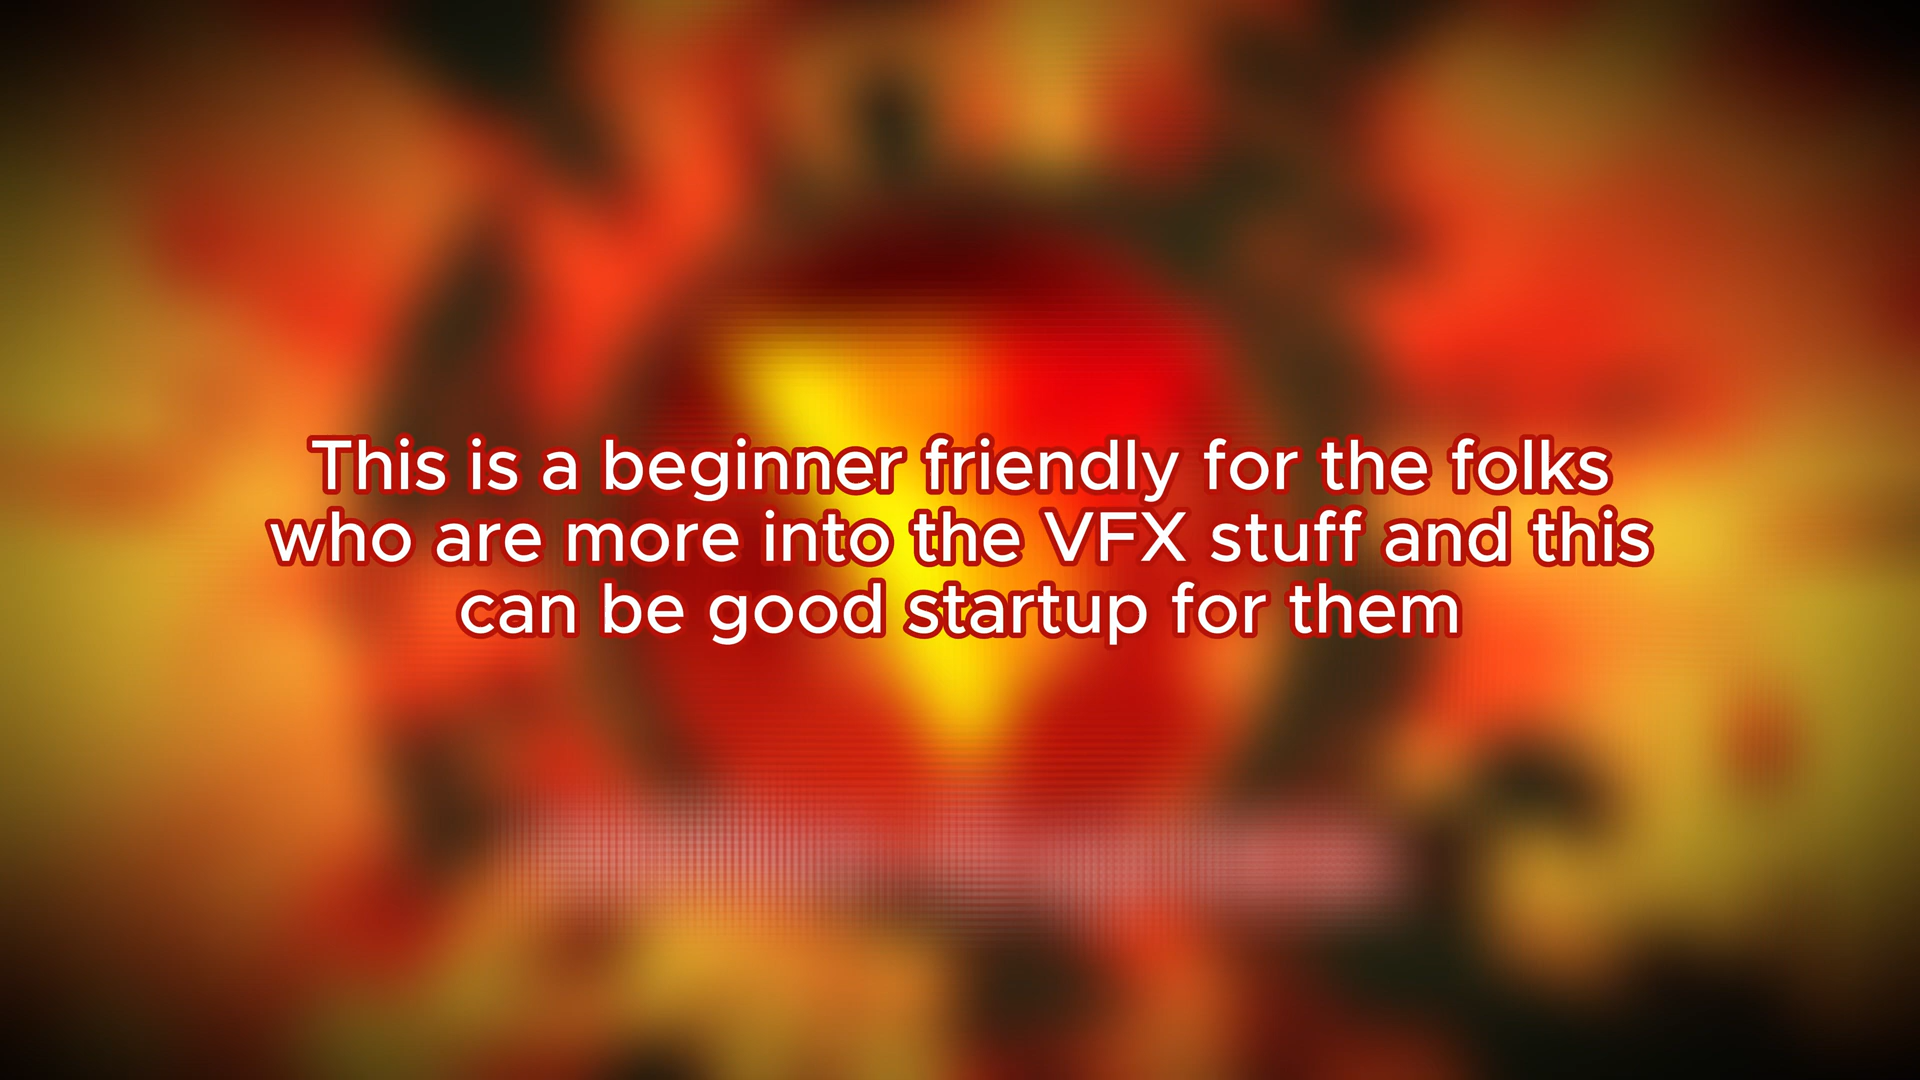 This is a beginner friendly for the folks
who are more into the VFX stuff and this
can be good startup for them